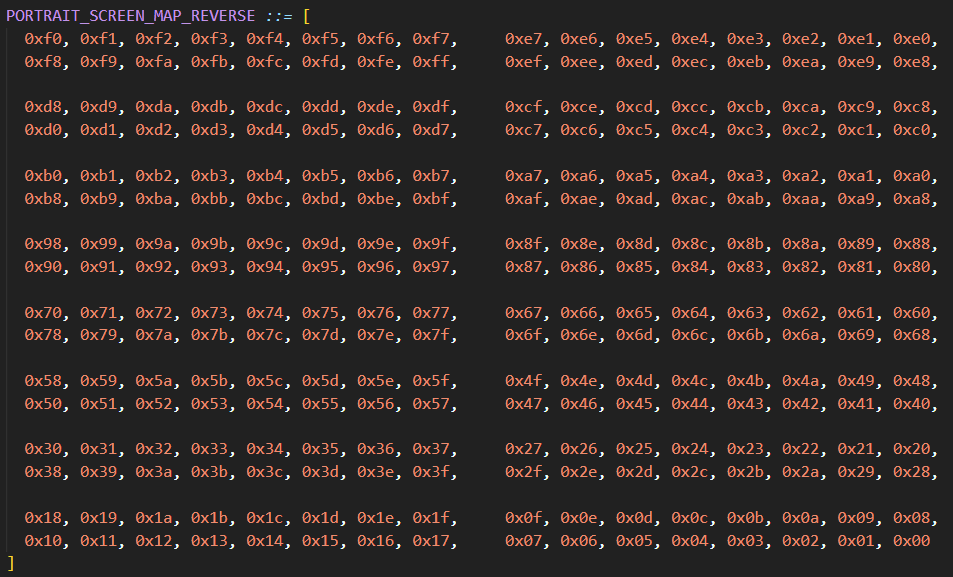 PORTRAIT_SCREEN_MAP_REVERSE ::= [
0xf0, 0xf1, 0xf2, 0xf3, 0xf4, 0xf5, 0xf6, 0xf7, 0xe7, 0xe6, 0xe5, 0xe4, 0xe3, 0xe2, 0xe1, 0xe0,
0xf8, 0xf9, 0xfa, 0xfb, 0xfc, 0xfd, 0xfe, 0xff, 0xef, 0xee, 0xed, 0xec, 0xeb, 0xea, 0xe9, 0xe8,
0xd8, 0xd9, 0xda, 0xdb, 0xdc, 0xdd, 0xde, 0xdf, 0xcf, 0xce, 0xcd, 0xcc, 0xcb, 0xca, 0xc9, 0xc8,
0xd0, 0xd1, 0xd2, 0xd3, 0xd4, 0xd5, 0xd6, 0xd7, 0xc7, 0xc6, 0xc5, 0xc4, 0xc3, 0xc2, 0xc1, 0xc0,
0xb0, 0xb1, 0xb2, 0xb3, 0xb4, 0xb5, 0xb6, 0xb7, 0xa7, 0xa6, 0xa5, 0xa4, 0xa3, 0xa2, 0xa1, 0xa0,
0xb8, 0xb9, 0xba, 0xbb, 0xbc, 0xbd, 0xbe, 0xbf, 0xaf, 0xae, 0xad, 0xac, 0xab, 0xaa, 0xa9, 0xa8,
0x98, 0x99, 0x9a, 0x9b, 0x9c, 0x9d, 0x9e, 0x9f, 0x8f, 0x8e, 0x8d, 0x8c, 0x8b, 0x8a, 0x89, 0x88,
0x90, 0x91, 0x92, 0x93, 0x94, 0x95, 0x96, 0x97, 0x87, 0x86, 0x85, 0x84, 0x83, 0x82, 0x81, 0x80,
0x70, 0x71, 0x72, 0x73, 0x74, 0x75, 0x76, 0x77, 0x67, 0x66, 0x65, 0x64, 0x63, 0x62, 0x61, 0x60,
0x78, 0x79, 0x7a, 0x7b, 0x7c, 0x7d, 0x7e, 0x7f, 0x6f, 0x6e, 0x6d, 0x6c, 0x6b, 0x6a, 0x69, 0x68,
0x58, 0x59, 0x5a, 0x5b, 0x5c, 0x5d, 0x5e, 0x5f, 0x4f, 0x4e, 0x4d, 0x4c, 0x4b, 0x4a, 0x49, 0x48,
0x50, 0x51, 0x52, 0x53, 0x54, 0x55, 0x56, 0x57, 0x47, 0x46, 0x45, 0x44, 0x43, 0x42, 0x41, 0x40,
0x30, 0x31, 0x32, 0x33, 0x34, 0x35, 0x36, 0x37, 0x27, 0x26, 0x25, 0x24, 0x23, 0x22, 0x21, 0x20,
0x38, 0x39, 0x3a, 0x3b, 0x3c, 0x3d, 0x3e, 0x3f, 0x2f, 0x2e, 0x2d, 0x2c, 0x2b, 0x2a, 0x29, 0x28,
0x18, 0x19, 0x1a, 0x1b, 0x1c, 0x1d, 0x1e, 0x1f, 0x0f, 0x0e, 0x0d, 0x0c, 0x0b, 0x0a, 0x09, 0x08,
0x10, 0x11, 0x12, 0x13, 0x14, 0x15, 0x16, 0x17, 0x07, 0x06, 0x05, 0x04, 0x03, 0x02, 0x01, 0x00
]